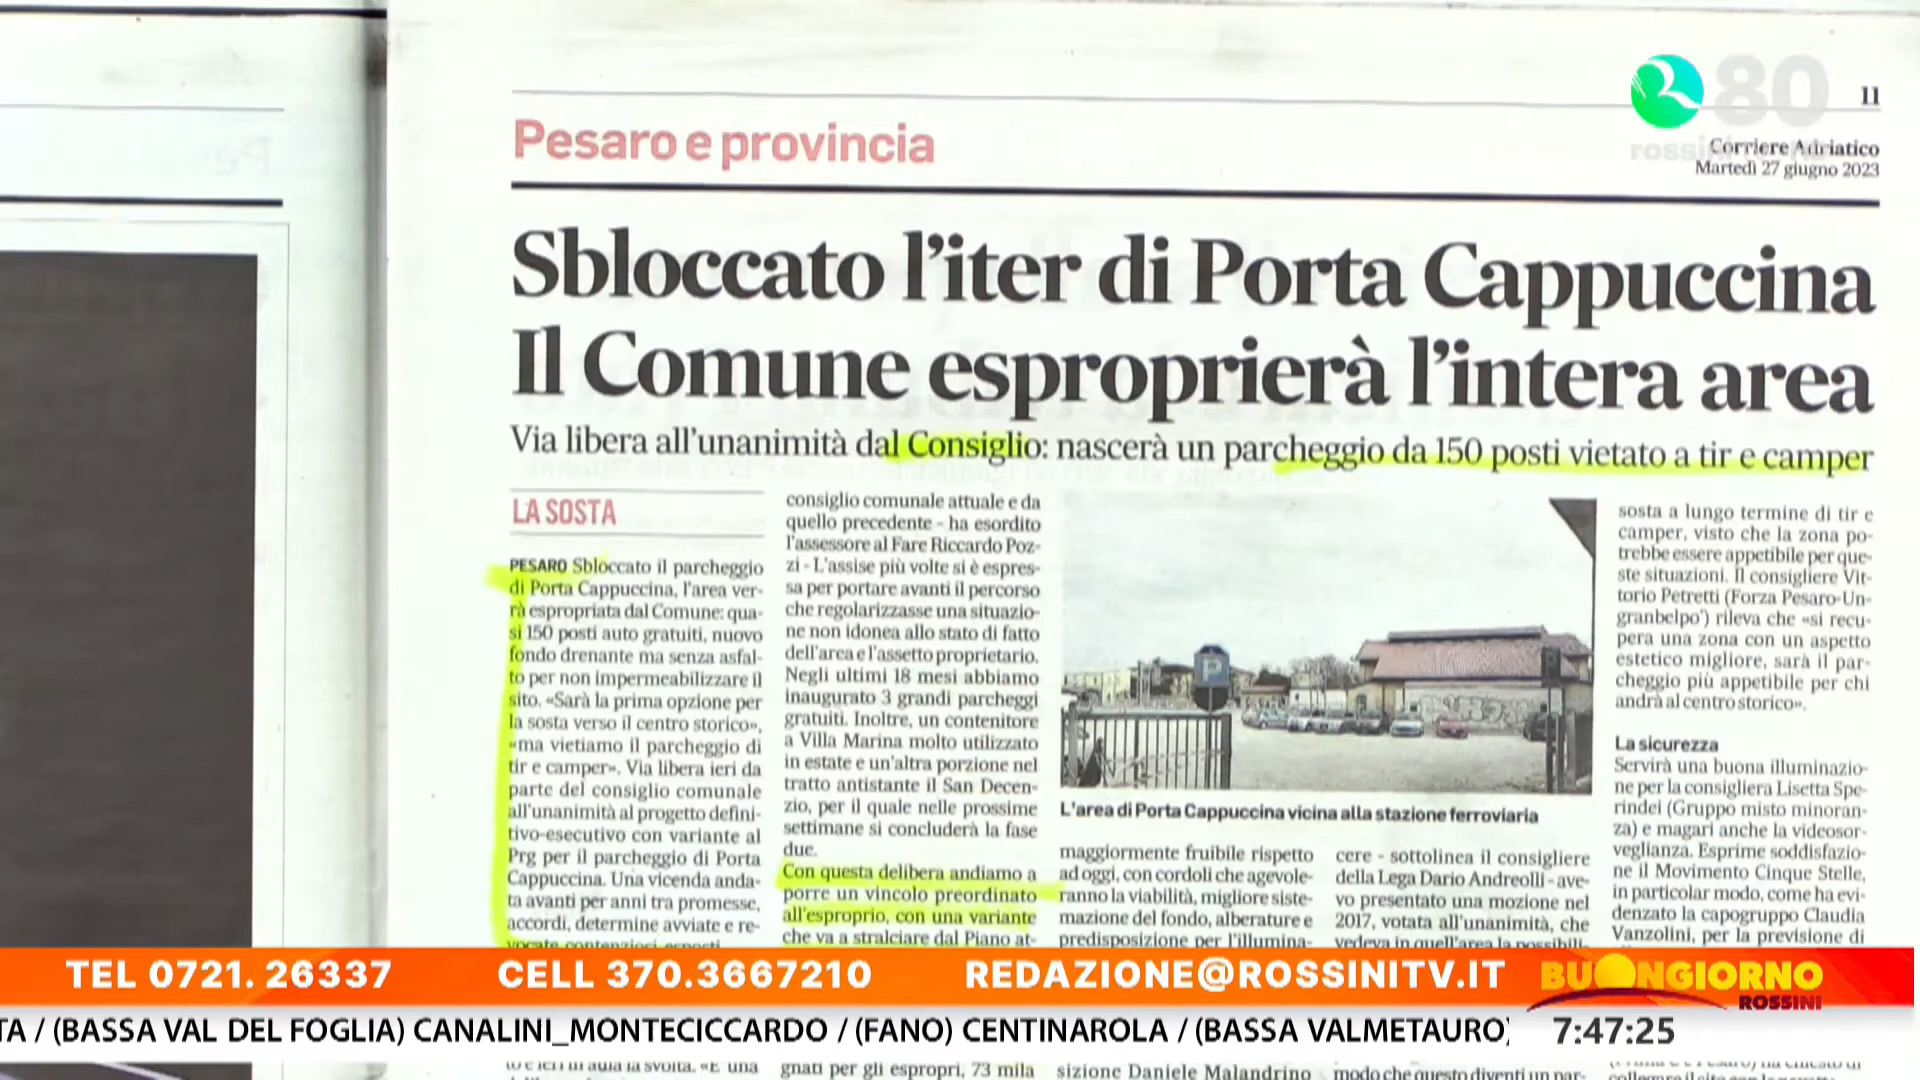 80
11
Pesaro e provincia
Corriere Adriatico
Martedì 27 giugno 2023
Sbloccato l'iter di Porta Cappuccina
Il Comune esproprierà l'intera area
Via libera all'unanimità dal Consiglio: nascerà un parcheggio da 150 posti vietato a tir e camper
LA SOSTA
PESARO Sbloccato il parcheggio
di Porta Cappuccina, l'area ver-
rà espropriata dal Comune: qua-
si 150 posti auto gratuiti, nuovo
fondo drenante ma senza asfal-
to per non impermeabilizzare il
sito. «Sarà la prima opzione per
la sosta verso il centro storico»,
«ma vietiamo il parcheggio di
tir e camper». Via libera ieri da
parte del consiglio comunale
all'unanimità al progetto defini-
tivo-esecutivo con variante al
Prg per il parcheggio di Porta
Cappuccina. Una vicenda anda-
ta avanti per anni tra promesse,
accordi, determine avviate e re-
consiglio comunale attuale e da
quello precedente - ha esordito
l'assessore al Fare Riccardo Poz-
zi - L'assise più volte si è espres-
sa per portare avanti il percorso
che regolarizzasse una situazio-
ne non idonea allo stato di fatto
dell'area e l'assetto proprietario.
Negli ultimi 18 mesi abbiamo
inaugurato 3 grandi parcheggi
gratuiti. Inoltre, un contenitore
a Villa Marina molto utilizzato
in estate e un'altra porzione nel
tratto antistante il San Decen-
zio, per il quale nelle prossime
settimane si concluderà la fase
due.
Con questa delibera andiamo a
porre un vincolo preordinato
all'esproprio, con una variante
che va a stralciare dal Piano at-
gnati per gli espropri, 73 mila
P
L'area di Porta Cappuccina vicina alla stazione ferroviaria
maggiormente fruibile rispetto
ad oggi, con cordoli che agevole-
ranno la viabilità, migliore siste-
mazione del fondo, alberature e
predisposizione per l'illumina-
sizione Daniele Malandrino
cere - sottolinea il consigliere
della Lega Dario Andreolli - ave-
vo presentato una mozione nel
2017, votata all'unanimità, che
vedeva in quell'area la possibili-
modo che questo diventi un par-
sosta a lungo termine di tir e
camper, visto che la zona po-
trebbe essere appetibile per que-
ste situazioni. Il consigliere Vit-
torio Petretti (Forza Pesaro-Un-
granbelpo') rileva che «si recu-
pera una zona con un aspetto
estetico migliore, sarà il par-
cheggio più appetibile per chi
andrà al centro storico».
La sicurezza
Servirà una buona illuminazio-
ne per la consigliera Lisetta Spe-
rindei (Gruppo misto minoran-
za) e magari anche la videosor-
veglianza. Esprime soddisfazio-
ne il Movimento Cinque Stelle,
in particolar modo, come ha evi-
denzato la capogruppo Claudia
Vanzolini, per la previsione di
TEL 0721. 26337 CELL 370.3667210 REDAZIONE@ROSSINITV.IT BUONGIORNO
ROSSINI
TA / (BASSA VAL DEL FOGLIA) CANALINI_MONTECICCARDO / (FANO) CENTINAROLA / (BASSA VALMETAURO) 7:47:25